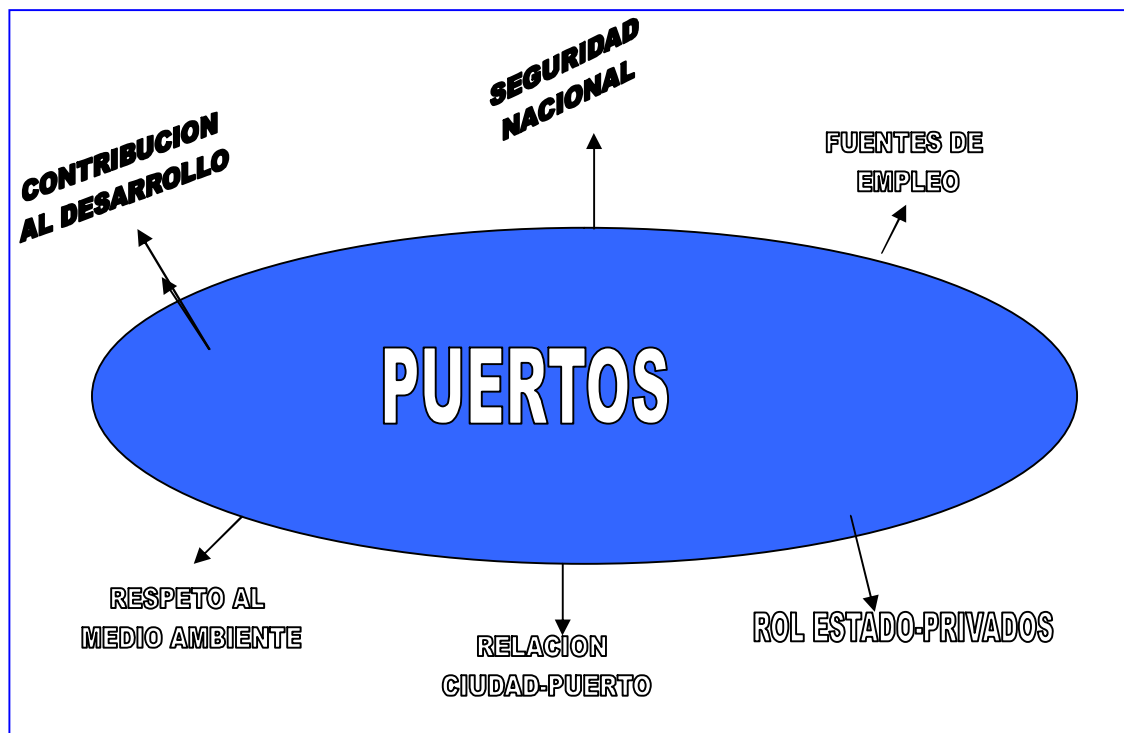 SEGURIDAD
NACIONAL
CONTRIBUCION
AL DESARROLLO
FUENTES DE
EMPLEO
PUERTOS
RESPETO AL
MEDIO AMBIENTE
RELACION
CIUDAD-PUERTO
ROL ESTADO-PRIVADOS